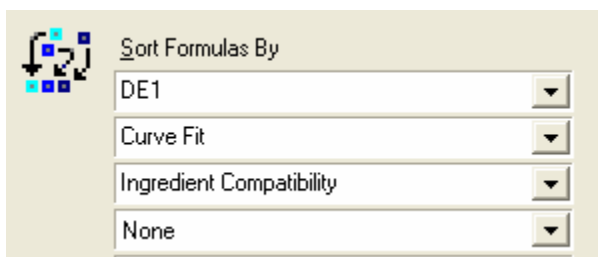 Sort Formulas By
DE1
Curve Fit
Ingredient Compatibility
None